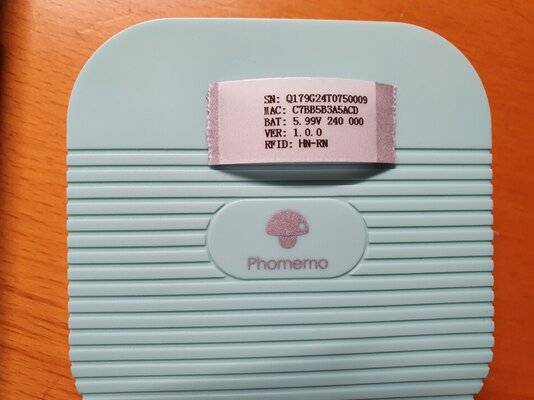 SN: Q179G24T0750009
MAC: C7BB5B3A5ACD
BAT: 5.99V 240 000
VER: 1.0.0
RFID: HN-RN
Phomemo